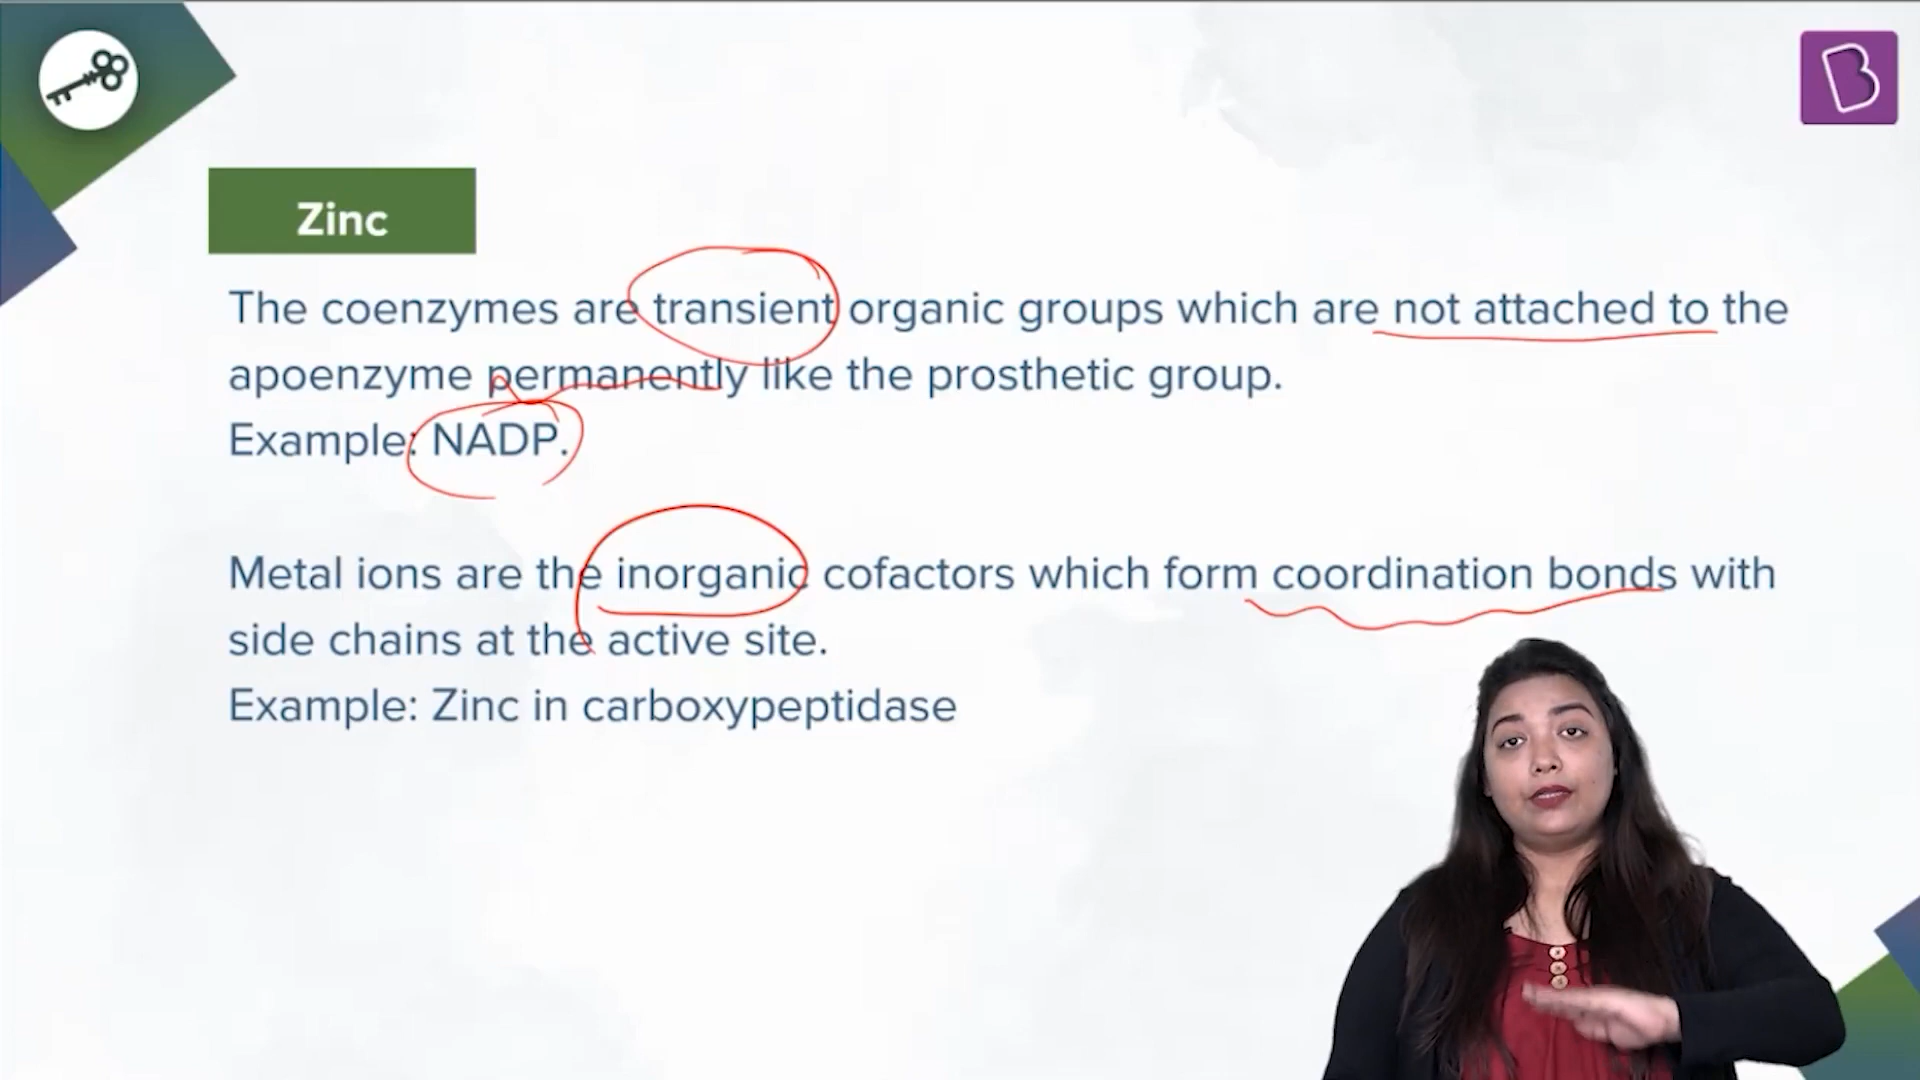 Zinc
The coenzymes are transient organic groups which are not attached to the
apoenzyme permanently like the prosthetic group.
Example: NADP.
Metal ions are the inorganic cofactors which form coordination bonds with
side chains at the active site.
Example: Zinc in carboxypeptidase